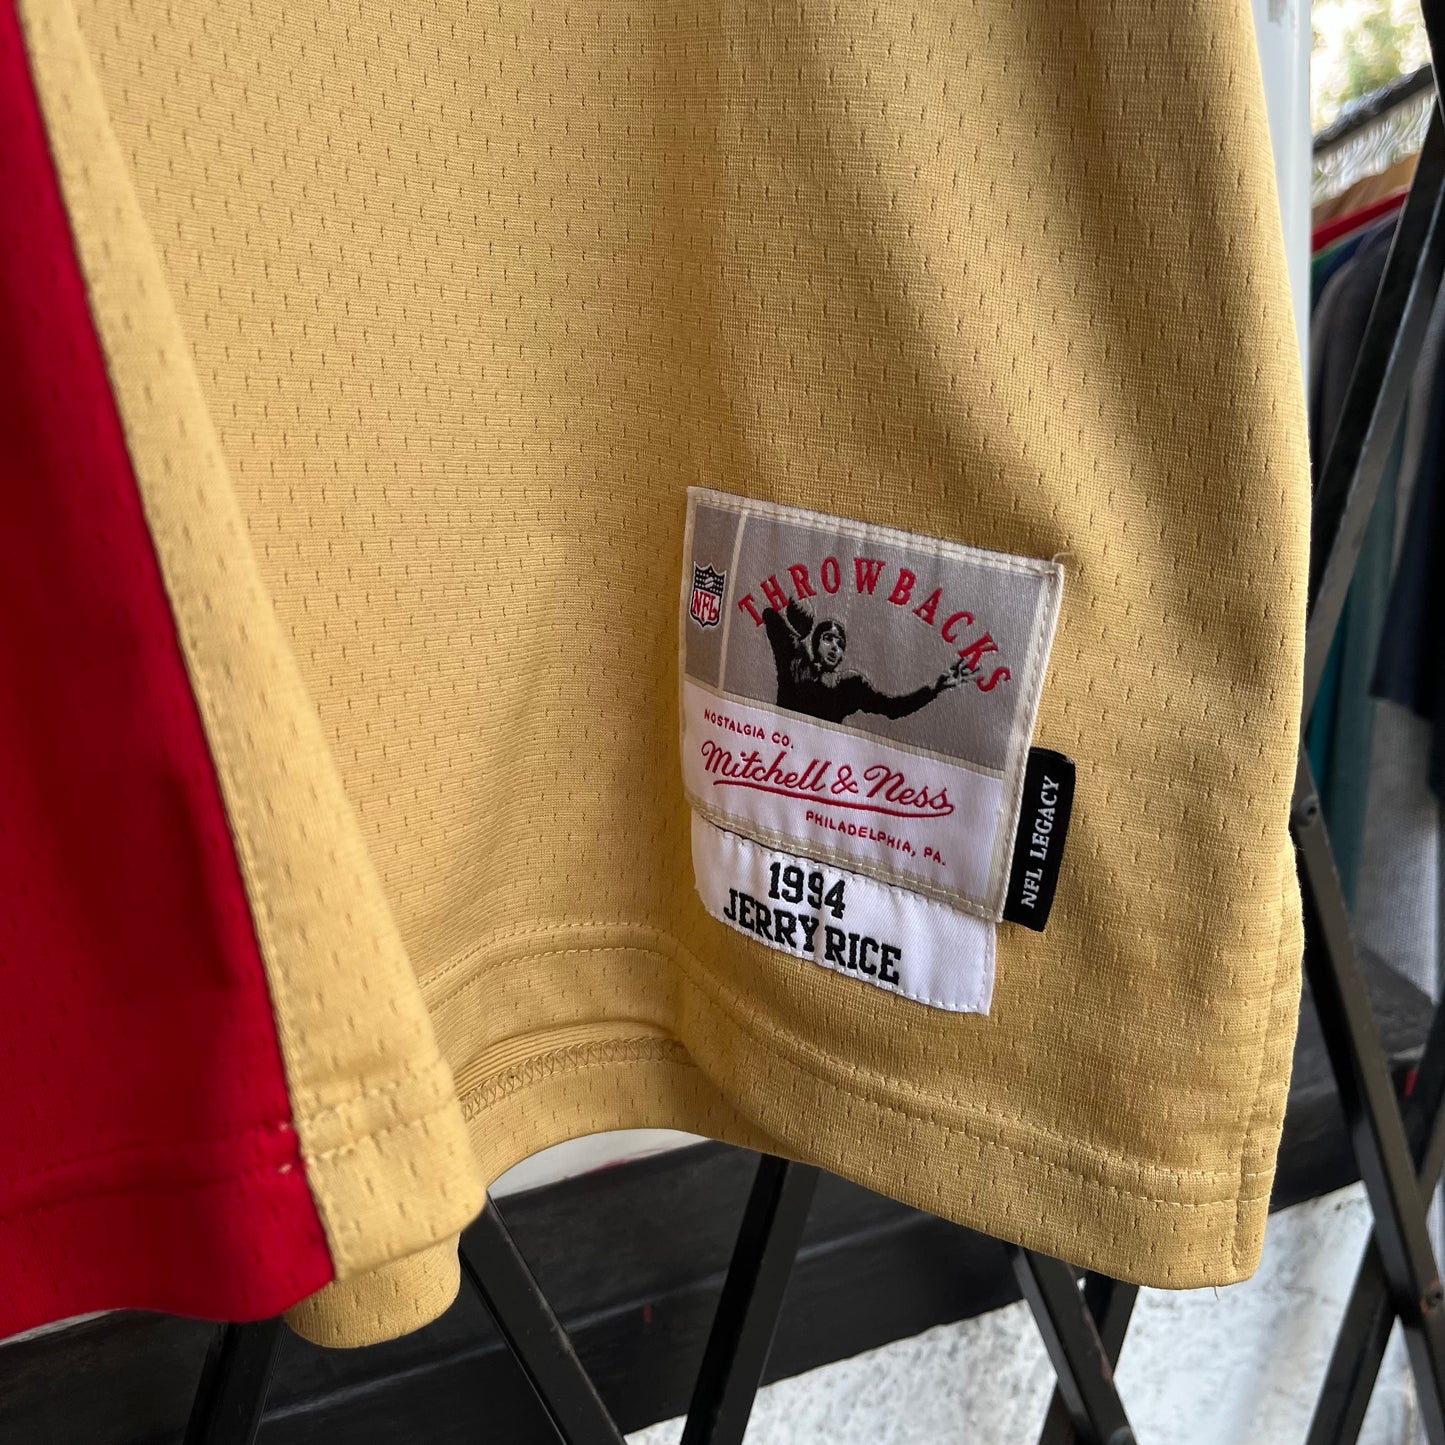 THROWBACKS
NFL
NOSTALGIA CO.
Mitchell & Ness
PHILADELPHIA, PA.
1994
JERRY RICE
NFL LEGACY